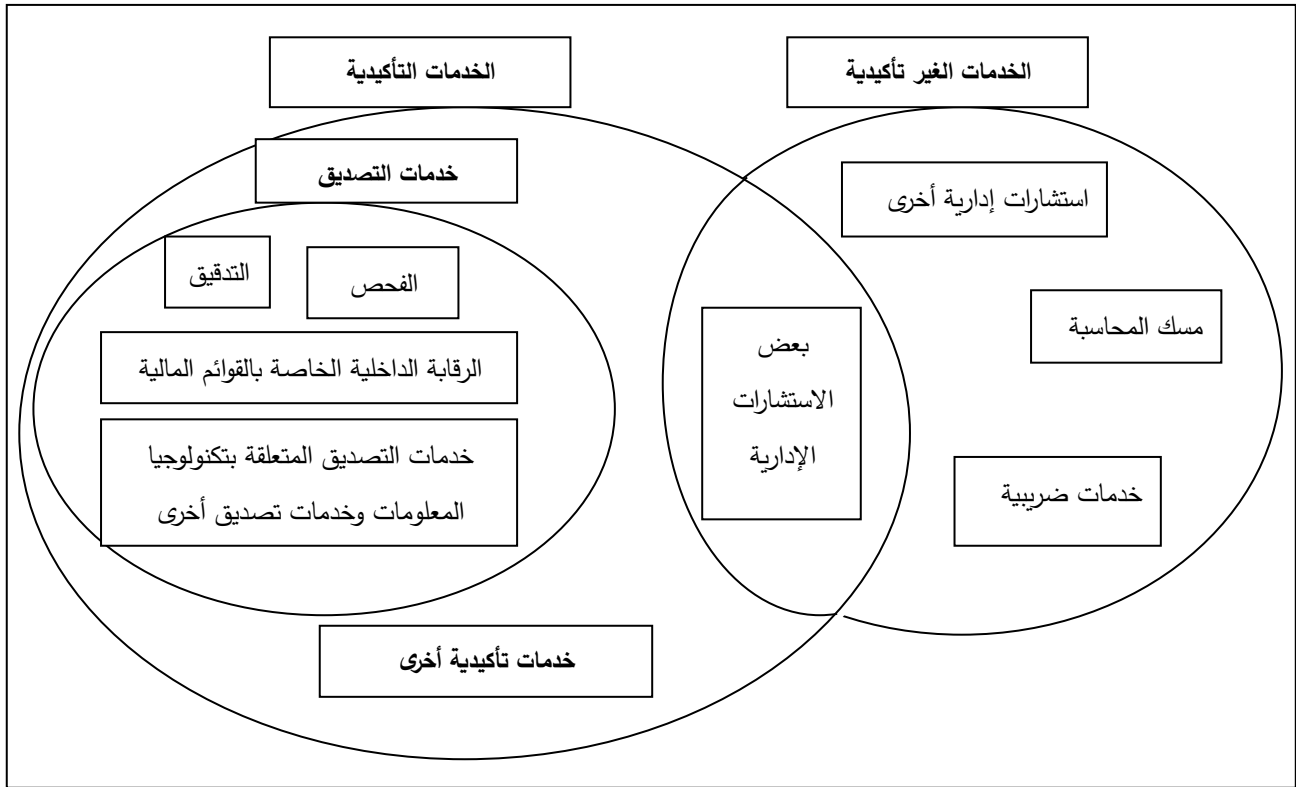 الخدمات الغير تأكيدية
الخدمات التأكيدية
خدمات التصديق
استشارات إدارية أخرى
الفحص
التدقيق
مسك المحاسبة
بعض
الاستشارات
الإدارية
الرقابة الداخلية الخاصة بالقوائم المالية
خدمات التصديق المتعلقة بتكنولوجيا
المعلومات وخدمات تصديق أخرى
خدمات ضريبية
خدمات تأكيدية أخرى